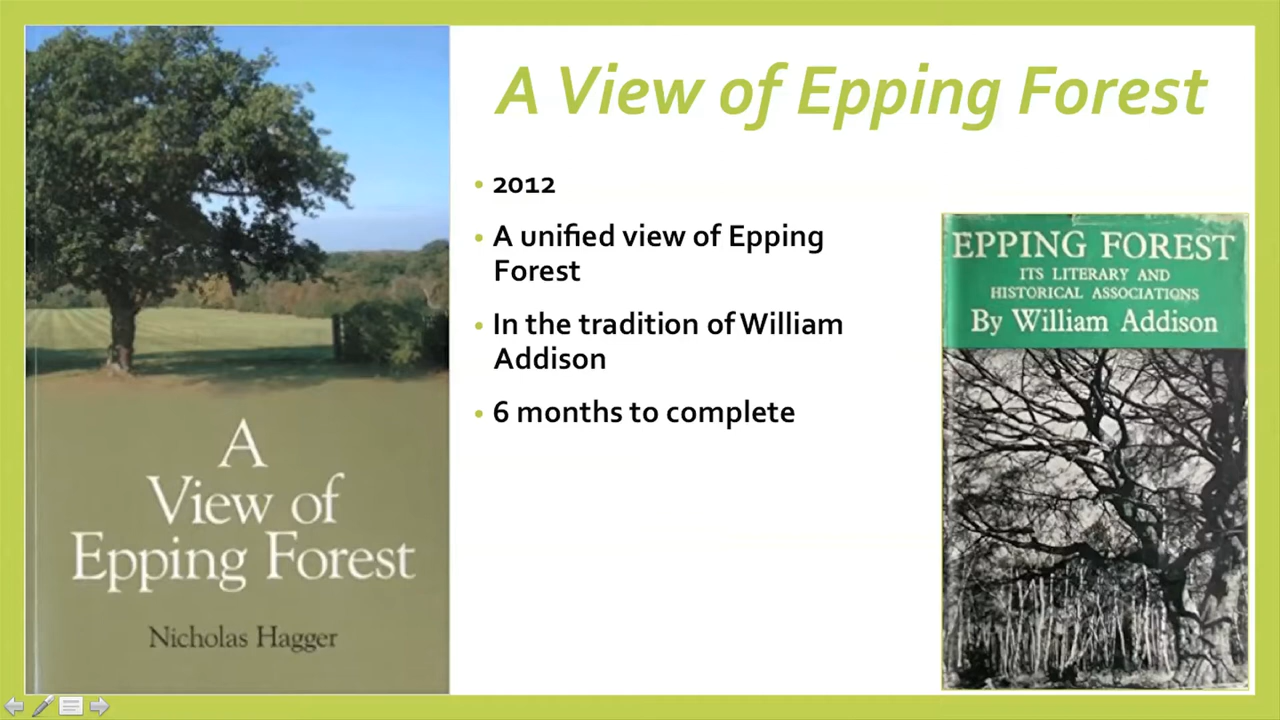 A View of Epping Forest
• 2012
• A unified view of Epping
Forest
• In the tradition of William
Addison
• 6 months to complete
A
View of
Epping Forest
Nicholas Hagger
EPPING FOREST
ITS LITERARY AND
HISTORICAL ASSOCIATIONS
By William Addison